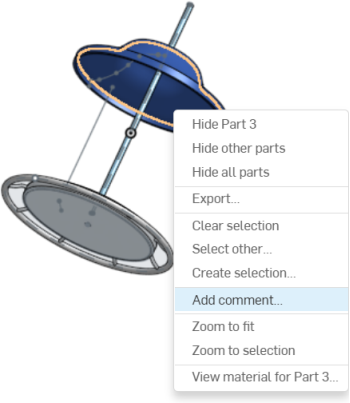 Hide Part 3
Hide other parts
Hide all parts
Export...
Clear selection
Select other...
Create selection...
Add comment...
Zoom to fit
Zoom to selection
View material for Part 3...